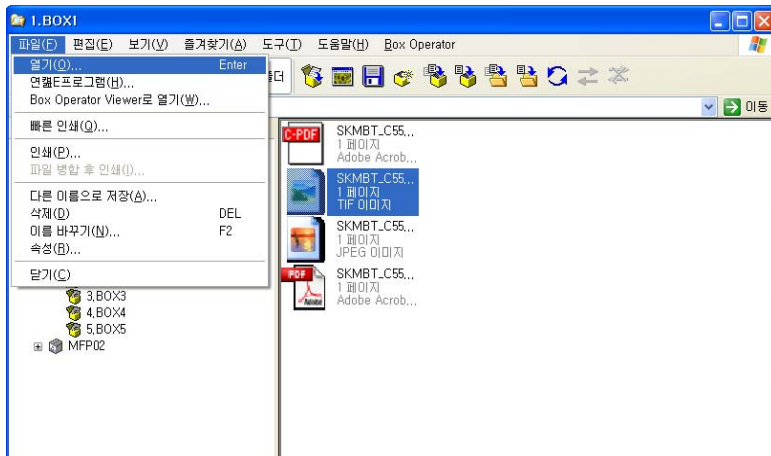 1.BOX1
파일(F) 편집(E) 보기(V) 즐겨찾기(A) 도구(T) 도움말(H) Box Operator
열기(O)... Enter
연캜E프로그램(H)...
Box Operator Viewer로 열기(W)...
빠른 인쇄(Q)...
인쇄(P)...
파일 병합 후 인쇄(I)...
다른 이름으로 저장(A)...
삭제(D) DEL
이름 바꾸기(N)... F2
속성(R)...
닫기(C)
더
이동
3.BOX3
4.BOX4
5.BOX5
MFP02
C-PDF
SKMBT_C55...
1 페이지
Adobe Acrob...
SKMBT_C55...
1 페이지
TIF 이미지
SKMBT_C55...
1 페이지
JPEG 이미지
PDF
Adobe
SKMBT_C55...
1 페이지
Adobe Acrob...